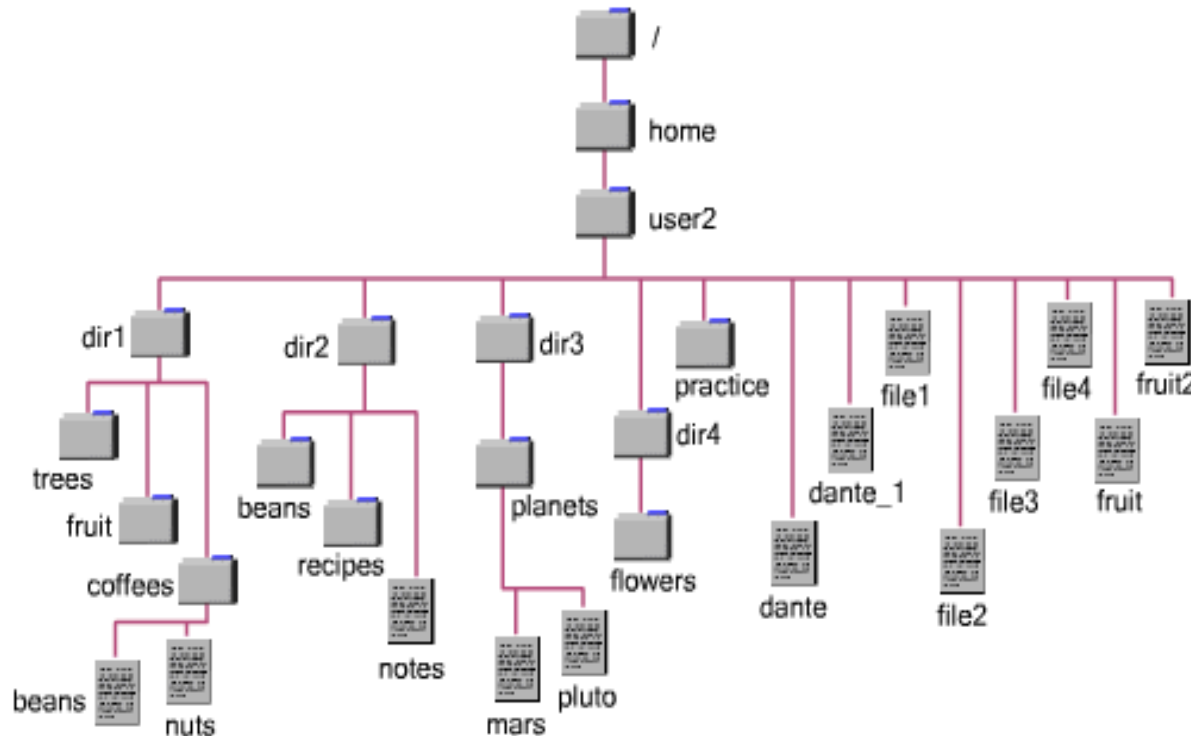 /
home
user2
dir1
dir2
dir3
practice
file1
file4
fruit2
dir4
trees
beans
planets
dante_1
file3
fruit
fruit
recipes
coffees
flowers
dante
file2
notes
beans
nuts
mars
pluto